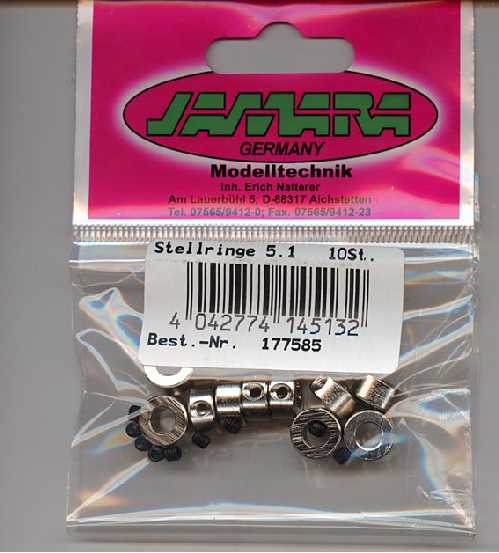 JAMARA
GERMANY
Modelltechnik
Inh. Erich Natterer
Am Lauerbühl 5, D-88317 Aichstetten
Tel. 07565/9412-0; Fax. 07565/9412-23
Stellringe 5.1 10St.
4 042774 145132
Best.-Nr. 177585